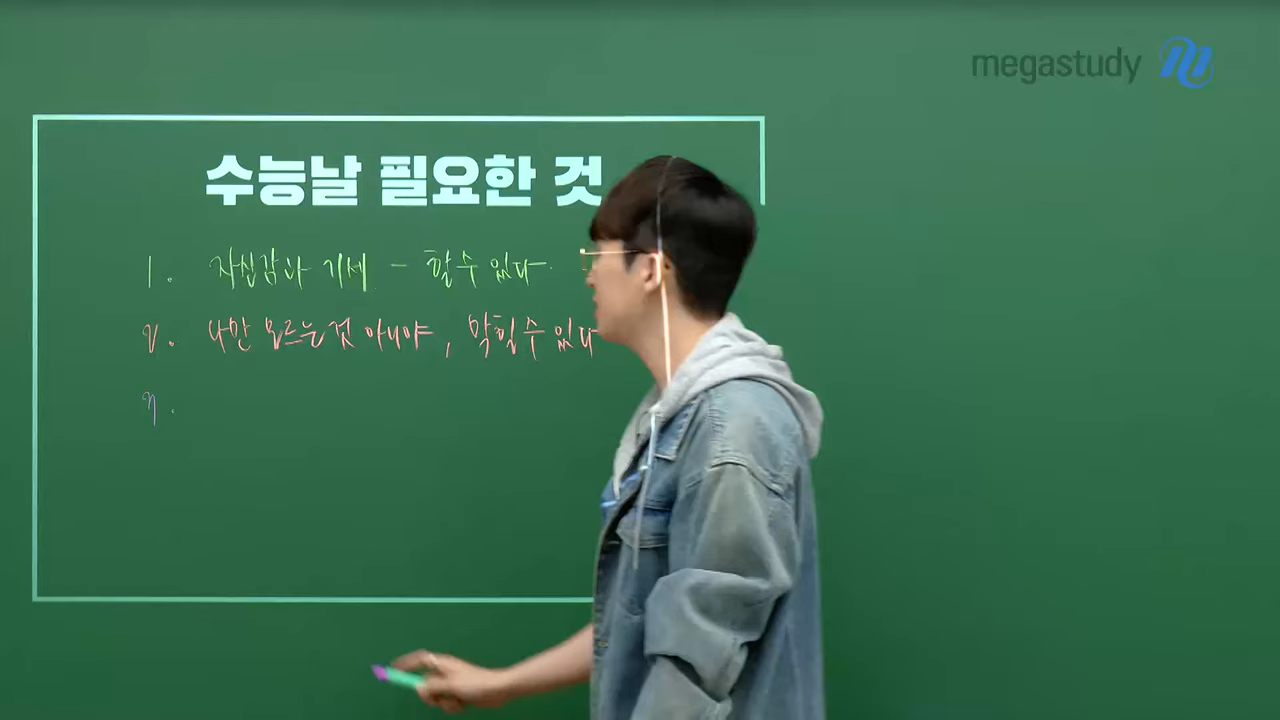 megastudy
수능날 필요한 것
1. 자신감과 기세 - 할 수 있다.
2. 나만 모르는 것 아니야, 막힐 수 있다
3.